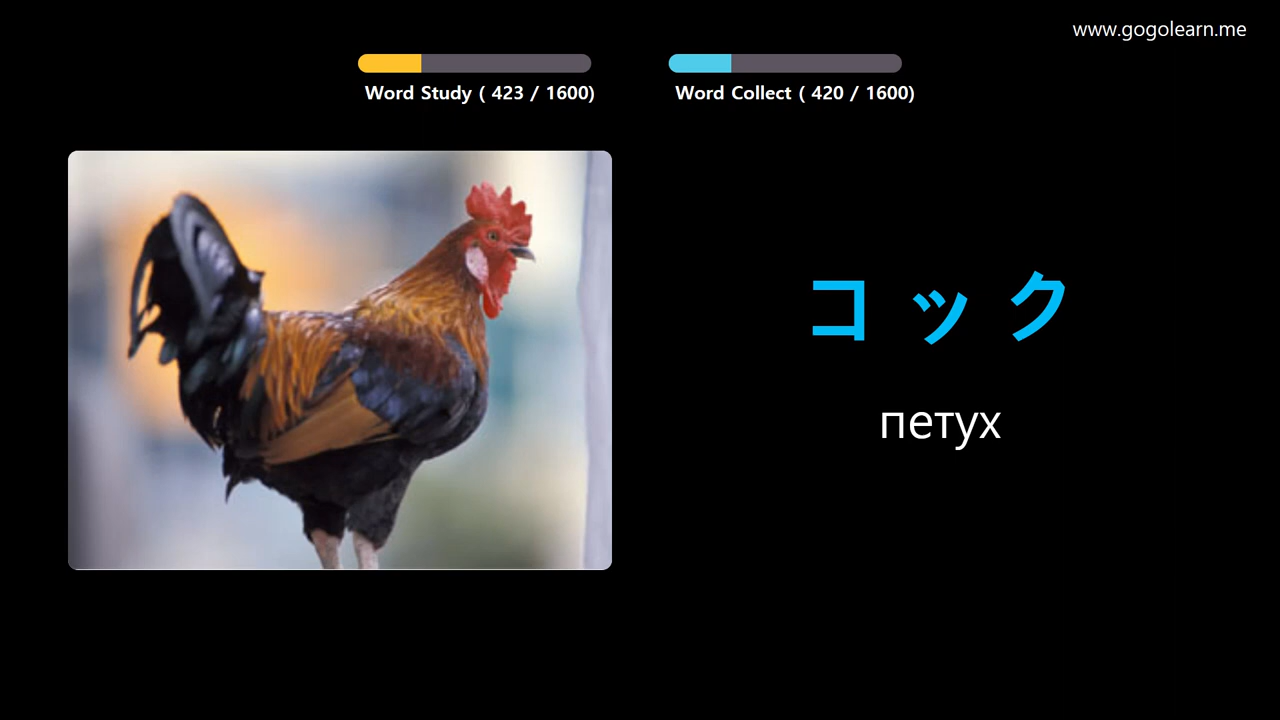 www.gogolearn.me
Word Study ( 423 / 1600)
Word Collect ( 420 / 1600)
コック
петух